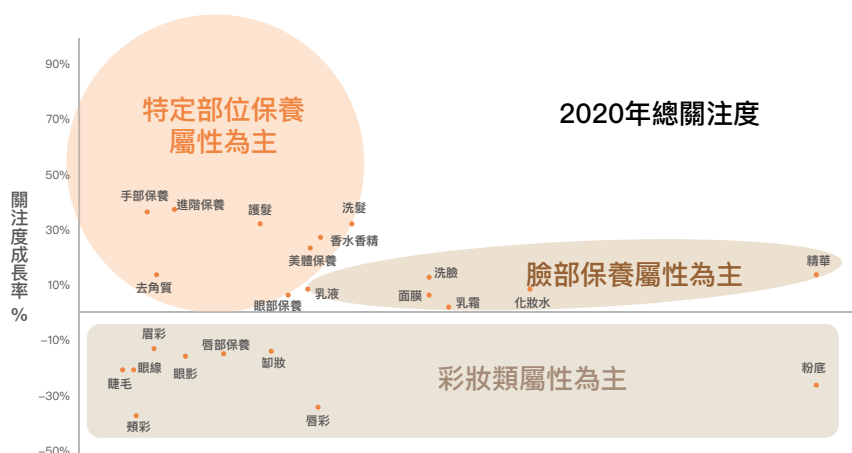 90%
特定部位保養
屬性為主
2020年總關注度
70%
50%
手部保養
進階保養
護髮
洗髮
關注度成長率 %
30%
香水香精
美體保養
洗臉
臉部保養屬性為主
精華
10%
去角質
眼部保養
乳液
面膜
乳霜
化妝水
眉彩
唇部保養
-10%
眼線
眼影
卸妝
粉底
睫毛
彩妝類屬性為主
-30%
頰彩
唇彩
-50%